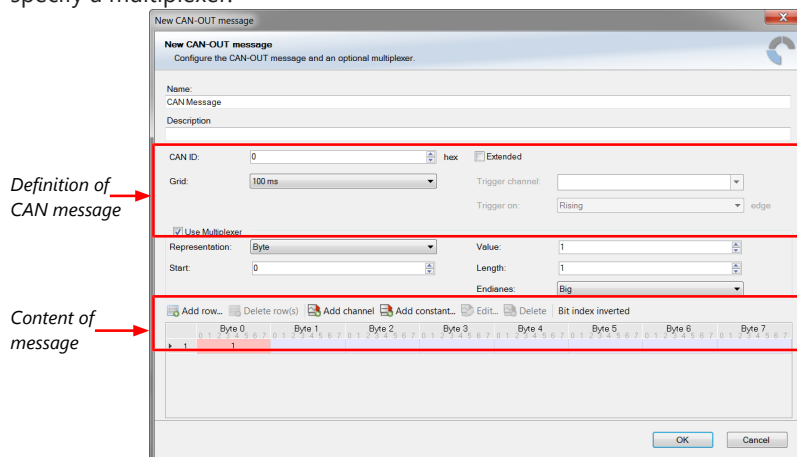 specify a multiplexer.
New CAN-OUT message
New CAN-OUT message
Configure the CAN-OUT message and an optional multiplexer.
Name:
CAN Message
Description
CAN ID: 0 hex Extended
Definition of
CAN message
Grid: 100 ms Trigger channel:
Trigger on: Rising edge
Use Multiplexer
Representation: Byte Value: 1
Start: 0 Length: 1
Endianes: Big
Content of
message
Add row... Delete row(s) Add channel Add constant... Edit... Delete Bit index inverted
Byte 0 Byte 1 Byte 2 Byte 3 Byte 4 Byte 5 Byte 6 Byte 7
0 1 2 3 4 5 6 7 0 1 2 3 4 5 6 7 0 1 2 3 4 5 6 7 0 1 2 3 4 5 6 7 0 1 2 3 4 5 6 7 0 1 2 3 4 5 6 7 0 1 2 3 4 5 6 7 0 1 2 3 4 5 6 7
1 1
OK Cancel